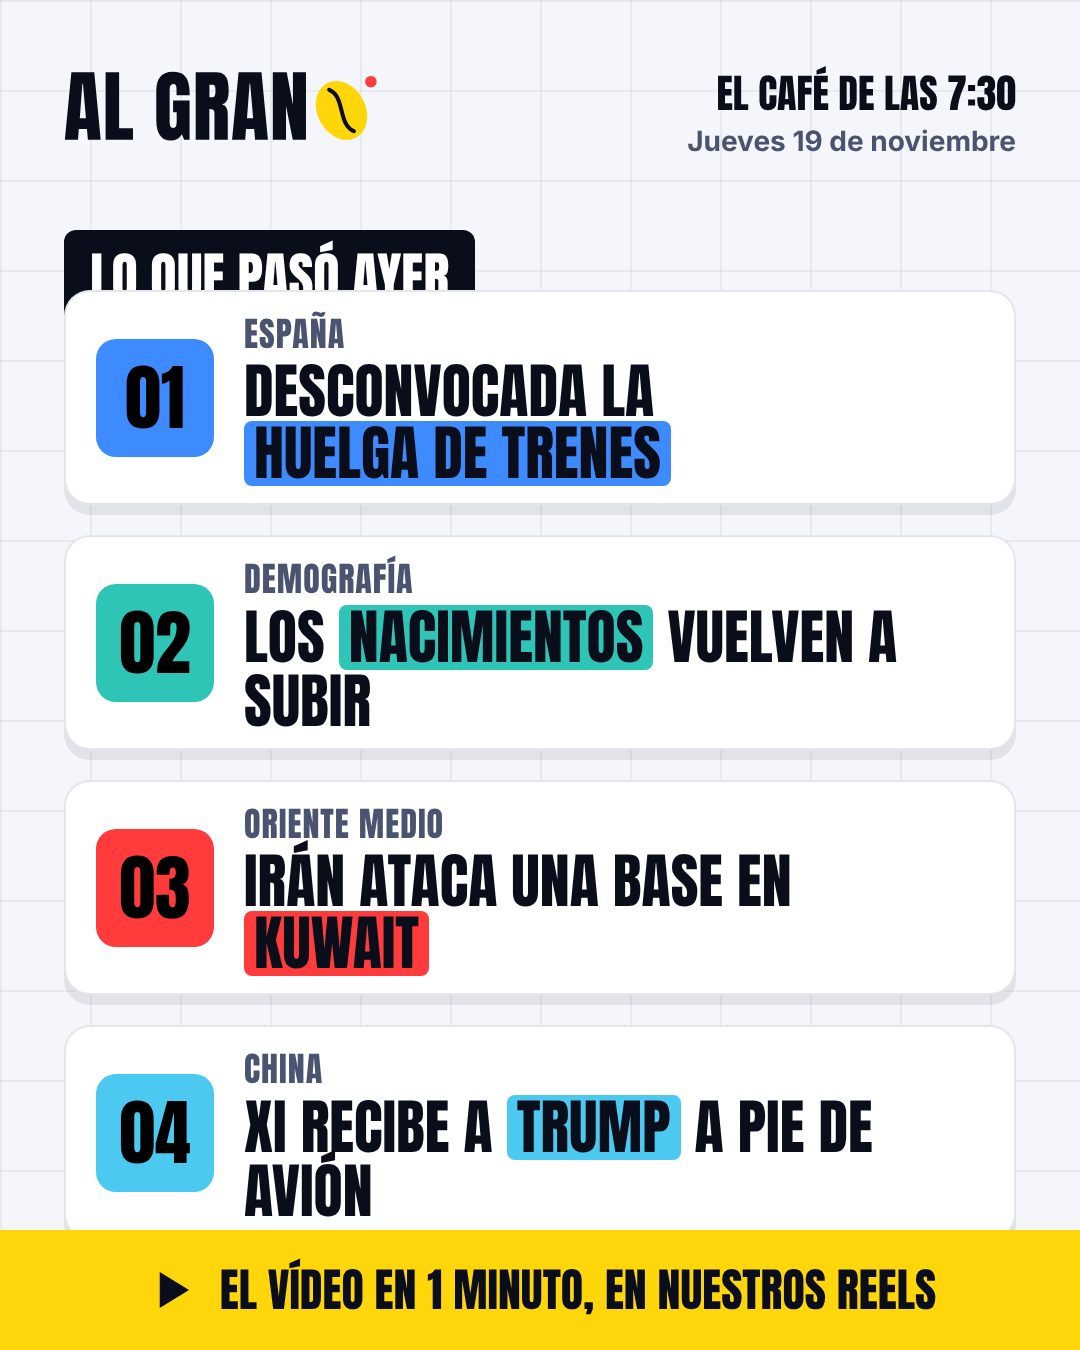 AL GRANO
EL CAFÉ DE LAS 7:30
Jueves 19 de noviembre
LO QUE PASÓ AYER
01
ESPAÑA
DESCONVOCADA LA
HUELGA DE TRENES
02
DEMOGRAFÍA
LOS NACIMIENTOS VUELVEN A
SUBIR
03
ORIENTE MEDIO
IRÁN ATACA UNA BASE EN
KUWAIT
04
CHINA
XI RECIBE A TRUMP A PIE DE
AVIÓN
EL VÍDEO EN 1 MINUTO, EN NUESTROS REELS